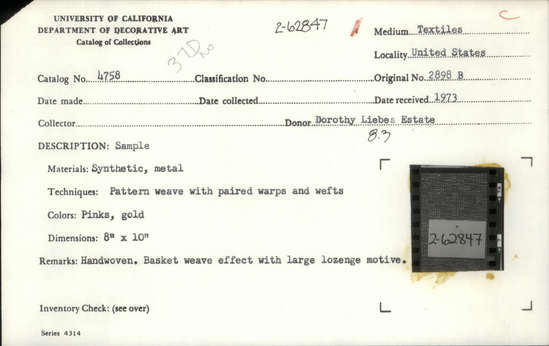 UNIVERSITY OF CALIFORNIA
DEPARTMENT OF DECORATIVE ART
Catalog of Collections
2-62847
C
Medium Textiles
Locality United States
Catalog No. 4758 Classification No. Original No. 2898 B
Date made Date collected Date received 1973
Collector Donor Dorothy Liebes Estate
8.3
DESCRIPTION: Sample
Materials: Synthetic, metal
Techniques: Pattern weave with paired warps and wefts
Colors: Pinks, gold
Dimensions: 8" x 10"
2-62847
Remarks: Handwoven. Basket weave effect with large lozenge motive.
Inventory Check: (see over)
Series 4314